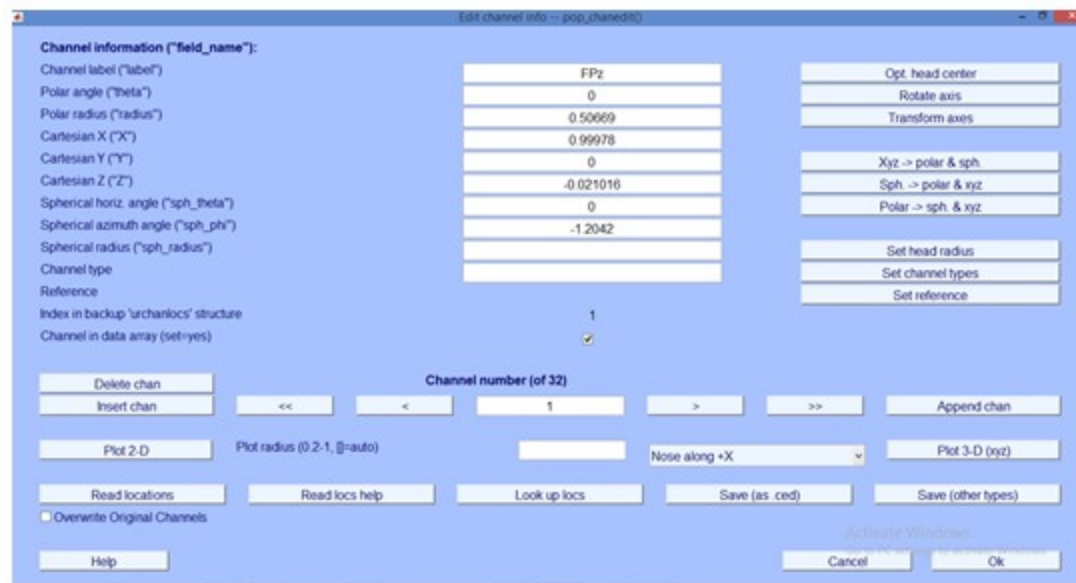 Edit channel info -- pop_chanedit()
Channel information ("field_name"):
Channel label ("label") FPz Opt. head center
Polar angle ("theta") 0 Rotate axis
Polar radius ("radius") 0.50669 Transform axes
Cartesian X ("X") 0.99978
Cartesian Y ("Y") 0 Xyz -> polar & sph.
Cartesian Z ("Z") -0.021016 Sph. -> polar & xyz
Spherical horiz. angle ("sph_theta") 0 Polar -> sph. & xyz
Spherical azimuth angle ("sph_phi") -1.2042
Spherical radius ("sph_radius") Set head radius
Channel type Set channel types
Reference Set reference
Index in backup 'urchanlocs' structure 1
Channel in data array (set=yes)
Delete chan Channel number (of 32)
Insert chan << < 1 > >> Append chan
Plot 2-D Plot radius (0.2-1, []=auto) Nose along +X Plot 3-D (xyz)
Read locations Read locs help Look up locs Save (as .ced) Save (other types)
Overwrite Original Channels
Activate Windows
Help Cancel Ok